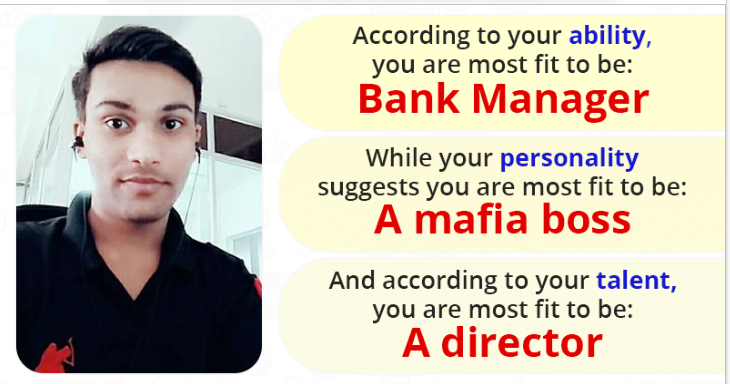 According to your ability,
you are most fit to be:
Bank Manager
While your personality
suggests you are most fit to be:
A mafia boss
And according to your talent,
you are most fit to be:
A director